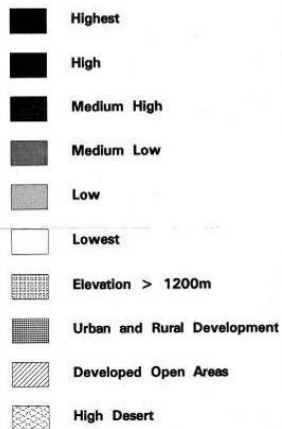 Highest
High
Medium High
Medium Low
Low
Lowest
Elevation > 1200m
Urban and Rural Development
Developed Open Areas
High Desert